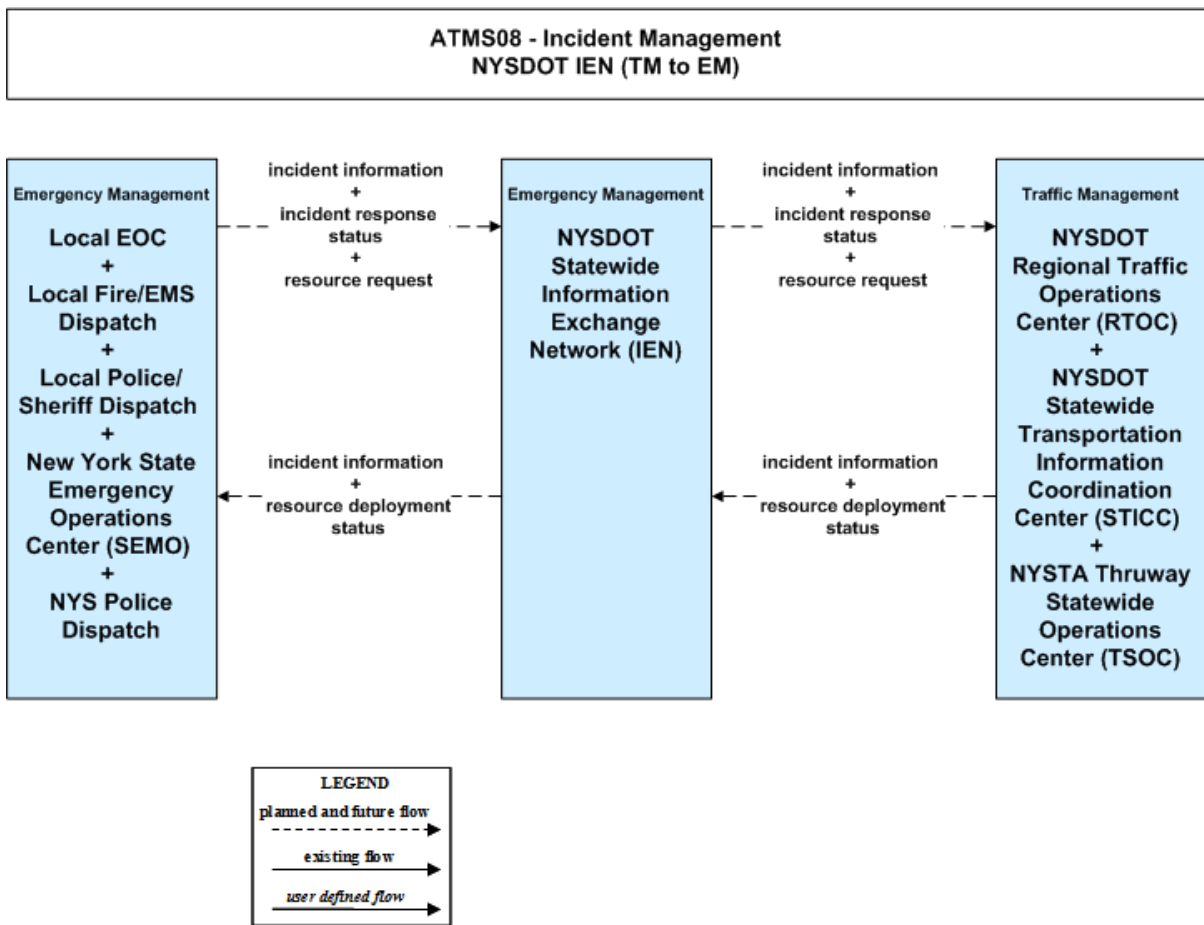 ATMS08 - Incident Management
NYSDOT IEN (TM to EM)
Emergency Management
Local EOC
+
Local Fire/EMS
Dispatch
+
Local Police/
Sheriff Dispatch
+
New York State
Emergency
Operations
Center (SEMO)
+
NYS Police
Dispatch
incident information
+
incident response
status
+
resource request
incident information
+
resource deployment
status
Emergency Management
NYSDOT
Statewide
Information
Exchange
Network (IEN)
incident information
+
incident response
status
+
resource request
incident information
+
resource deployment
status
Traffic Management
NYSDOT
Regional Traffic
Operations
Center (RTOC)
+
NYSDOT
Statewide
Transportation
Information
Coordination
Center (STICC)
+
NYSTA Thruway
Statewide
Operations
Center (TSOC)
LEGEND
planned and future flow
existing flow
user defined flow